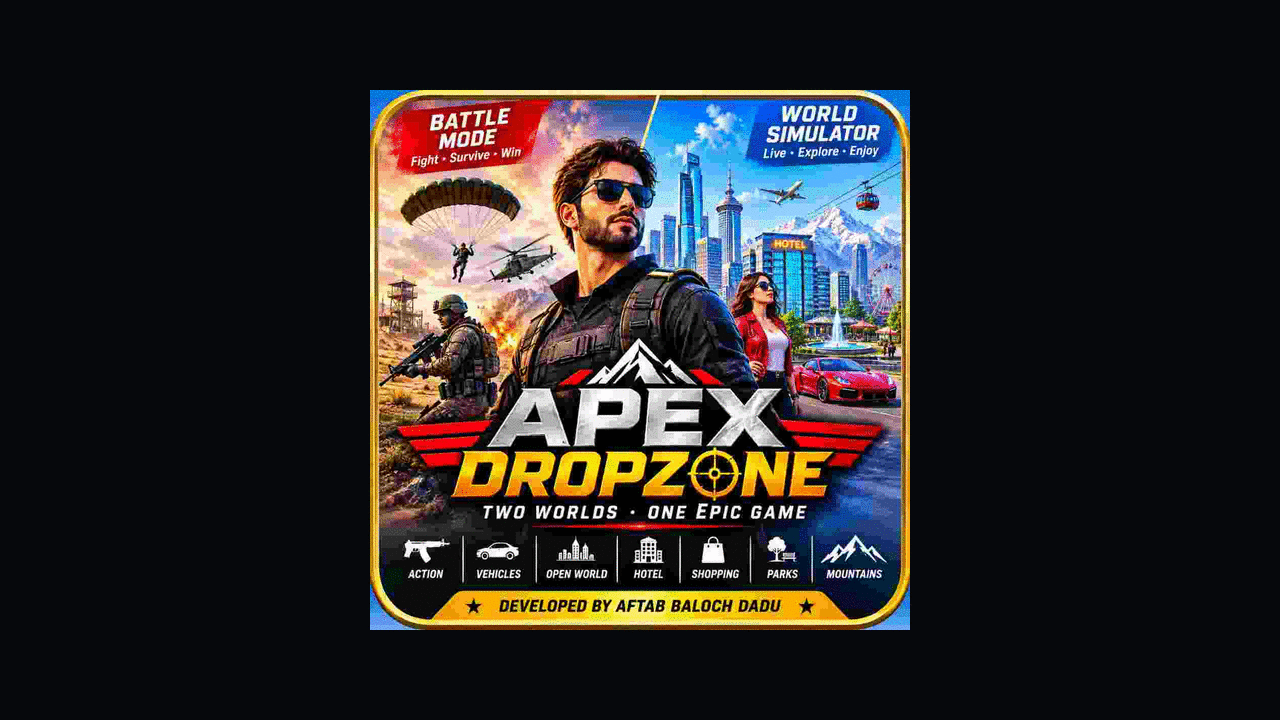 BATTLE
MODE
Fight • Survive • Win
WORLD
SIMULATOR
Live • Explore • Enjoy
HOTEL
APEX
DROPZONE
TWO WORLDS • ONE EPIC GAME
ACTION
VEHICLES
OPEN WORLD
HOTEL
SHOPPING
PARKS
MOUNTAINS
DEVELOPED BY AFTAB BALOCH DADU